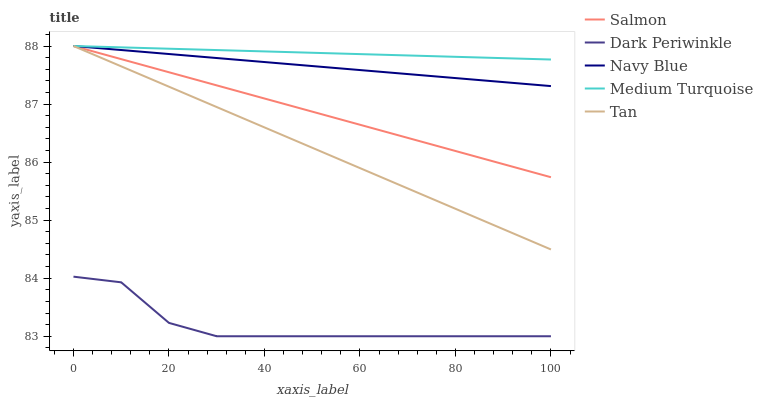 title
Salmon
Dark Periwinkle
Navy Blue
Medium Turquoise
Tan
88
87
86
85
84
83
yaxis_label
0
20
40
60
80
100
xaxis_label